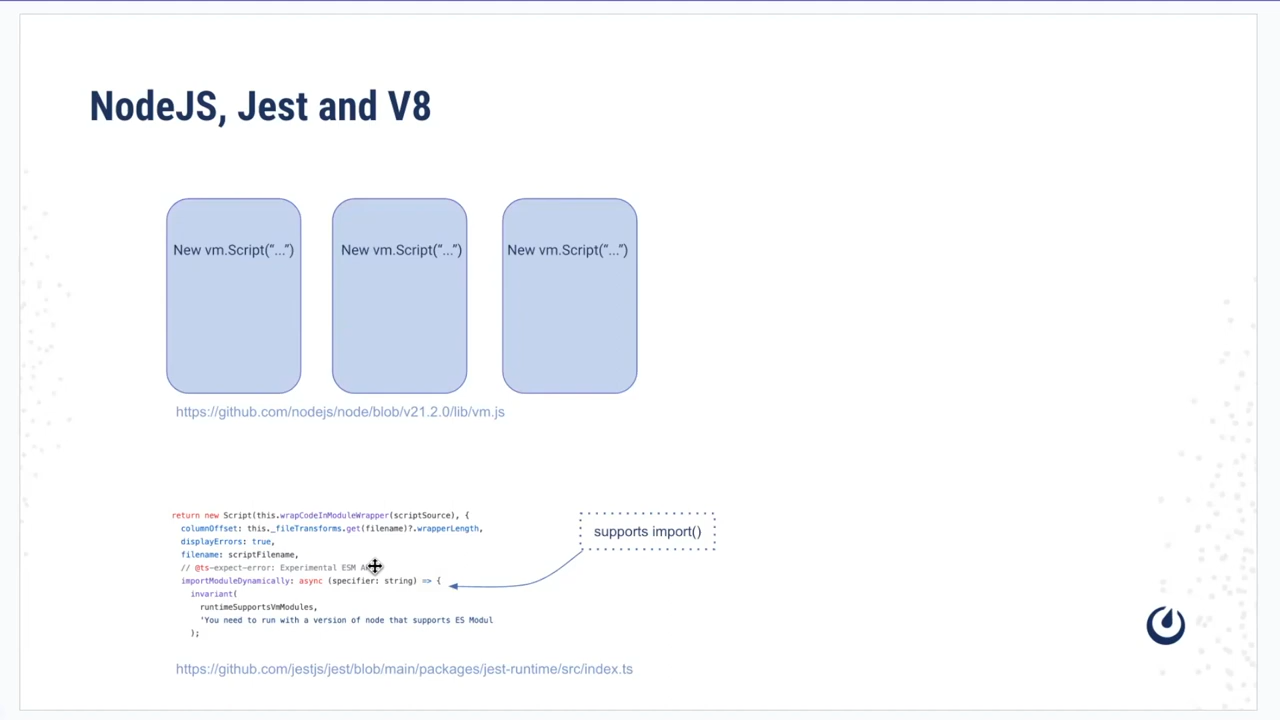 NodeJS, Jest and V8
New vm.Script("...")
New vm.Script("...")
New vm.Script("...")
https://github.com/nodejs/node/blob/v21.2.0/lib/vm.js
return new Script(this.wrapCodeInModuleWrapper(scriptSource), {
columnOffset: this._fileTransforms.get(filename)?.wrapperLength,
displayErrors: true,
filename: scriptFilename,
// @ts-expect-error: Experimental ESM
importModuleDynamically: async (specifier: string) => {
invariant(
runtimeSupportsVmModules,
'You need to run with a version of node that supports ES Modul
);
supports import()
https://github.com/jestjs/jest/blob/main/packages/jest-runtime/src/index.ts